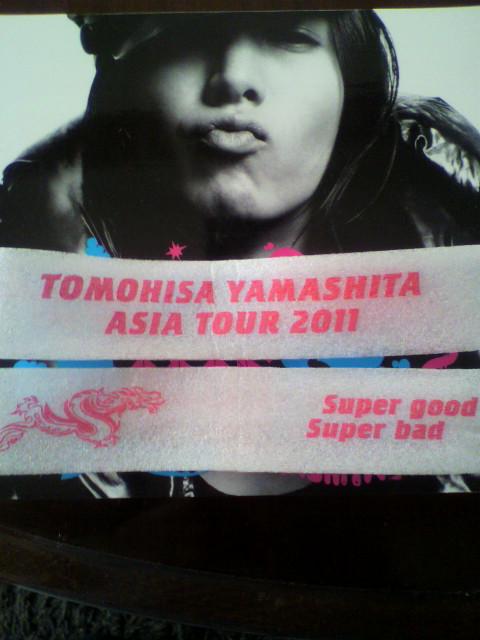 TOMOHISA YAMASHITA
ASIA TOUR 2011
Super good
Super bad